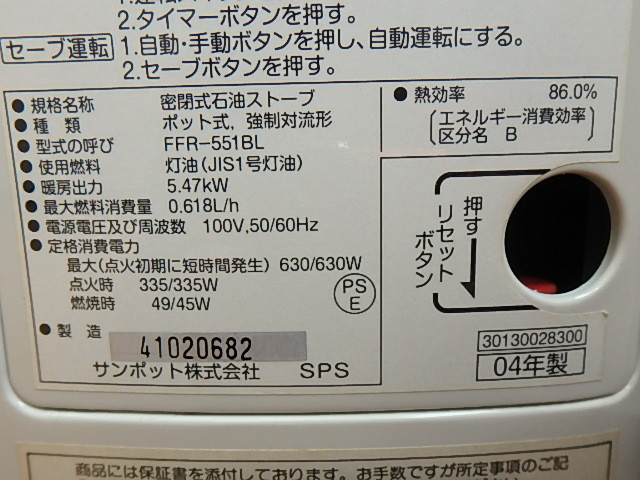 2.タイマーボタンを押す。
セーブ運転 1.自動・手動ボタンを押し、自動運転にする。
2.セーブボタンを押す。
● 規格名称 密閉式石油ストーブ
● 種 類 ポット式, 強制対流形
● 型式の呼び FFR-551BL
● 使用燃料 灯油(JIS1号灯油)
● 暖房出力 5.47kW
● 最大燃料消費量 0.618L/h
● 電源電圧及び周波数 100V,50/60Hz
● 定格消費電力
最大(点火初期に短時間発生) 630/630W
点火時 335/335W
燃焼時 49/45W
PS
E
● 製 造 41020682
サンポット株式会社 SPS
● 熱効率 86.0%
(エネルギー消費効率)
区分名 B
押す
リセットボタン
30130028300
04年製
商品には保証書を添付しております。お手数ですが所定事項のご記